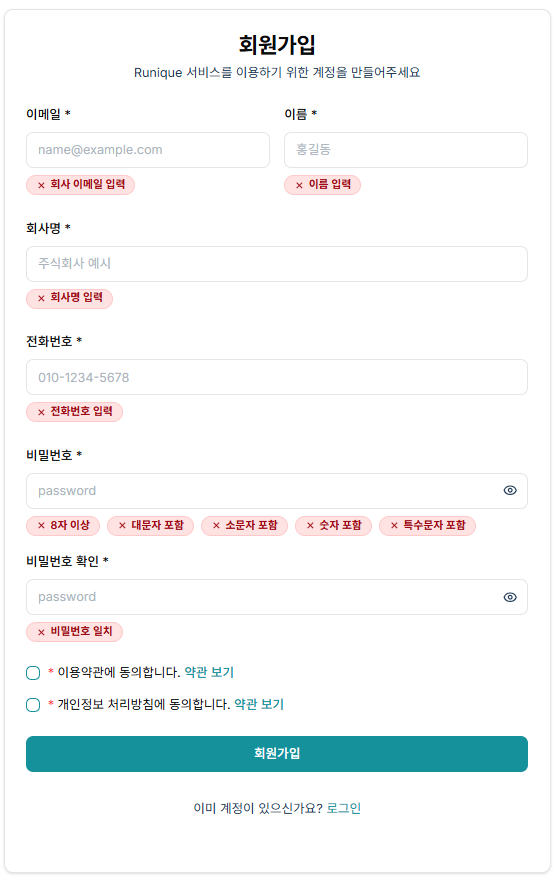 회원가입
Runique 서비스를 이용하기 위한 계정을 만들어주세요
이메일 * 이름 *
name@example.com 홍길동
× 회사 이메일 입력 × 이름 입력
회사명 *
주식회사 예시
× 회사명 입력
전화번호 *
010-1234-5678
× 전화번호 입력
비밀번호 *
password
× 8자 이상 × 대문자 포함 × 소문자 포함 × 숫자 포함 × 특수문자 포함
비밀번호 확인 *
password
× 비밀번호 일치
* 이용약관에 동의합니다. 약관 보기
* 개인정보 처리방침에 동의합니다. 약관 보기
회원가입
이미 계정이 있으신가요? 로그인